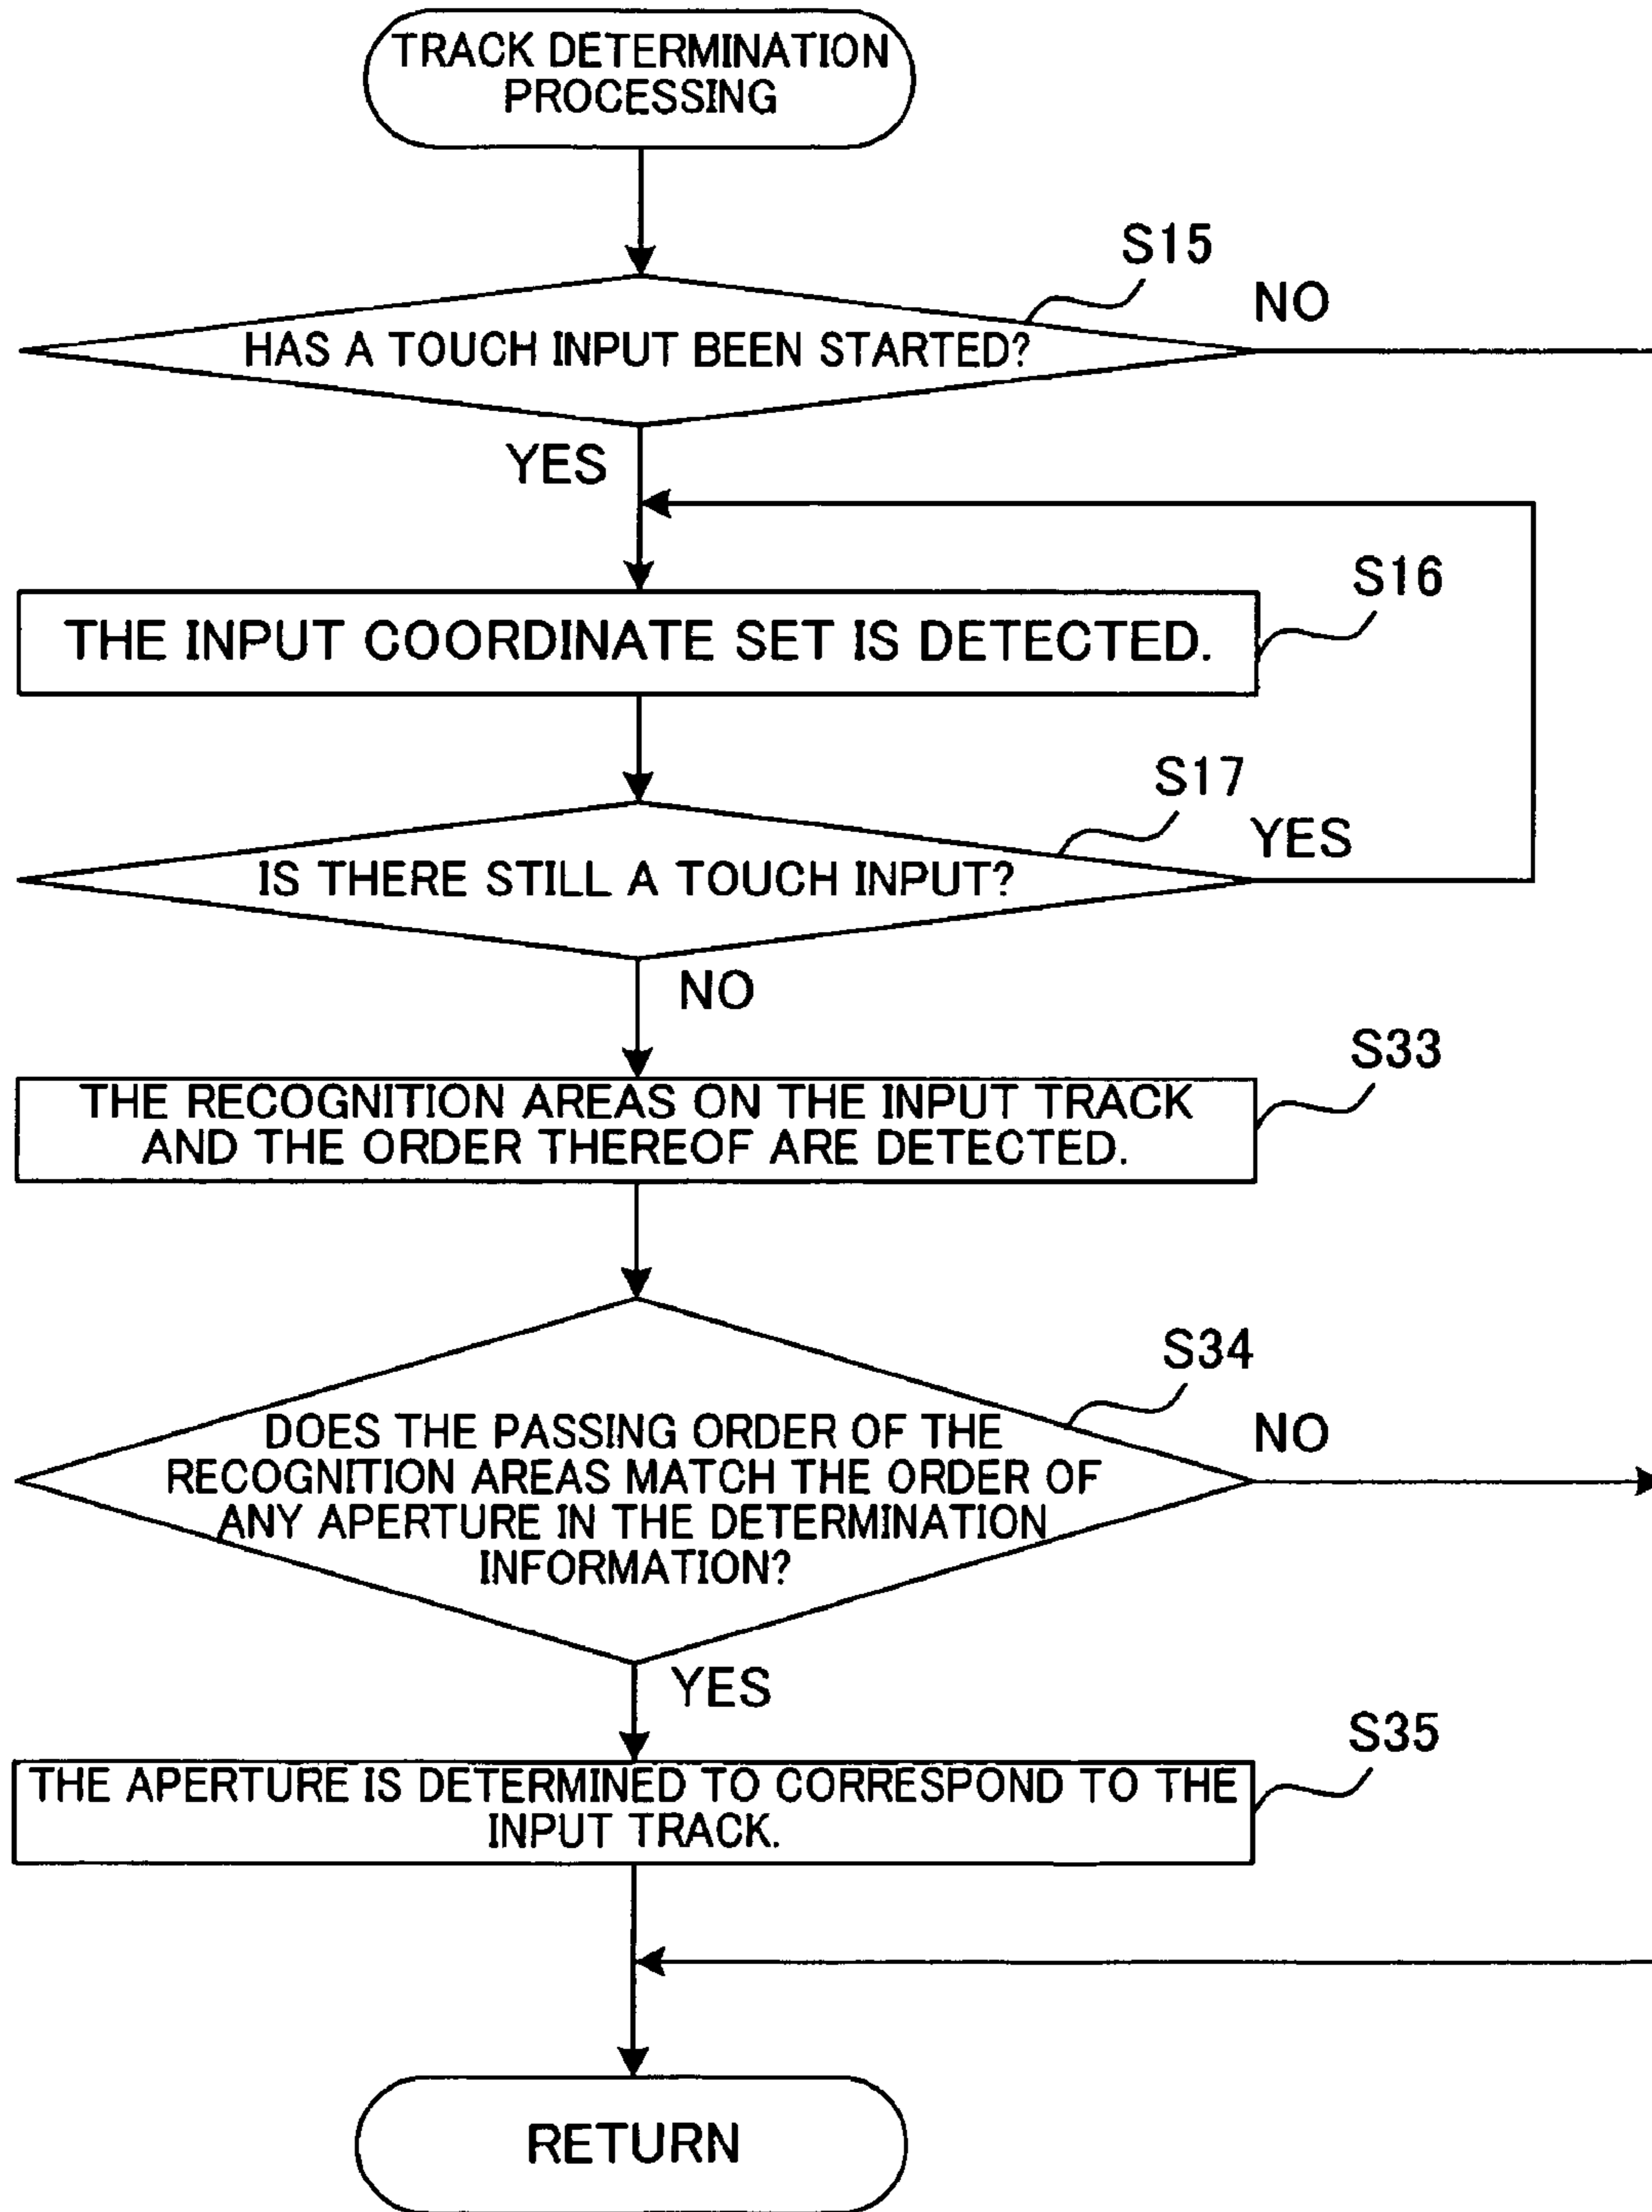 TRACK DETERMINATION
PROCESSING
S15
NO
HAS A TOUCH INPUT BEEN STARTED?
YES
S16
THE INPUT COORDINATE SET IS DETECTED.
S17
YES
IS THERE STILL A TOUCH INPUT?
NO
S33
THE RECOGNITION AREAS ON THE INPUT TRACK
AND THE ORDER THEREOF ARE DETECTED.
S34
NO
DOES THE PASSING ORDER OF THE
RECOGNITION AREAS MATCH THE ORDER OF
ANY APERTURE IN THE DETERMINATION
INFORMATION?
YES
S35
THE APERTURE IS DETERMINED TO CORRESPOND TO THE
INPUT TRACK.
RETURN